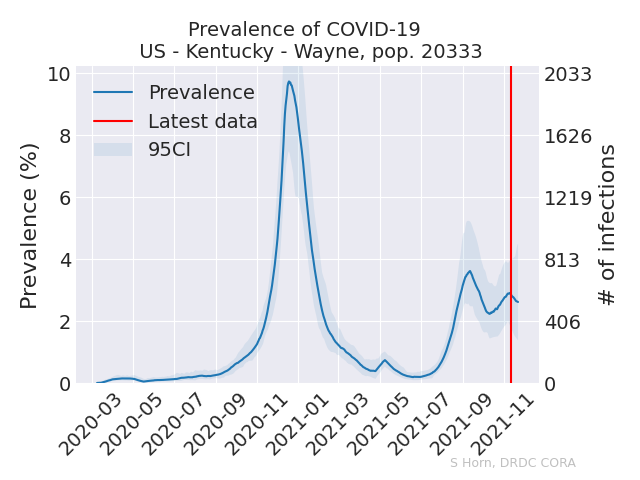 Prevalence of COVID-19
US - Kentucky - Wayne, pop. 20333
Prevalence
Latest data
95CI
Prevalence (%)
10
8
6
4
2
0
2033
1626
1219
813
406
0
# of infections
2020-03
2020-05
2020-07
2020-09
2020-11
2021-01
2021-03
2021-05
2021-07
2021-09
2021-11
S Horn, DRDC CORA